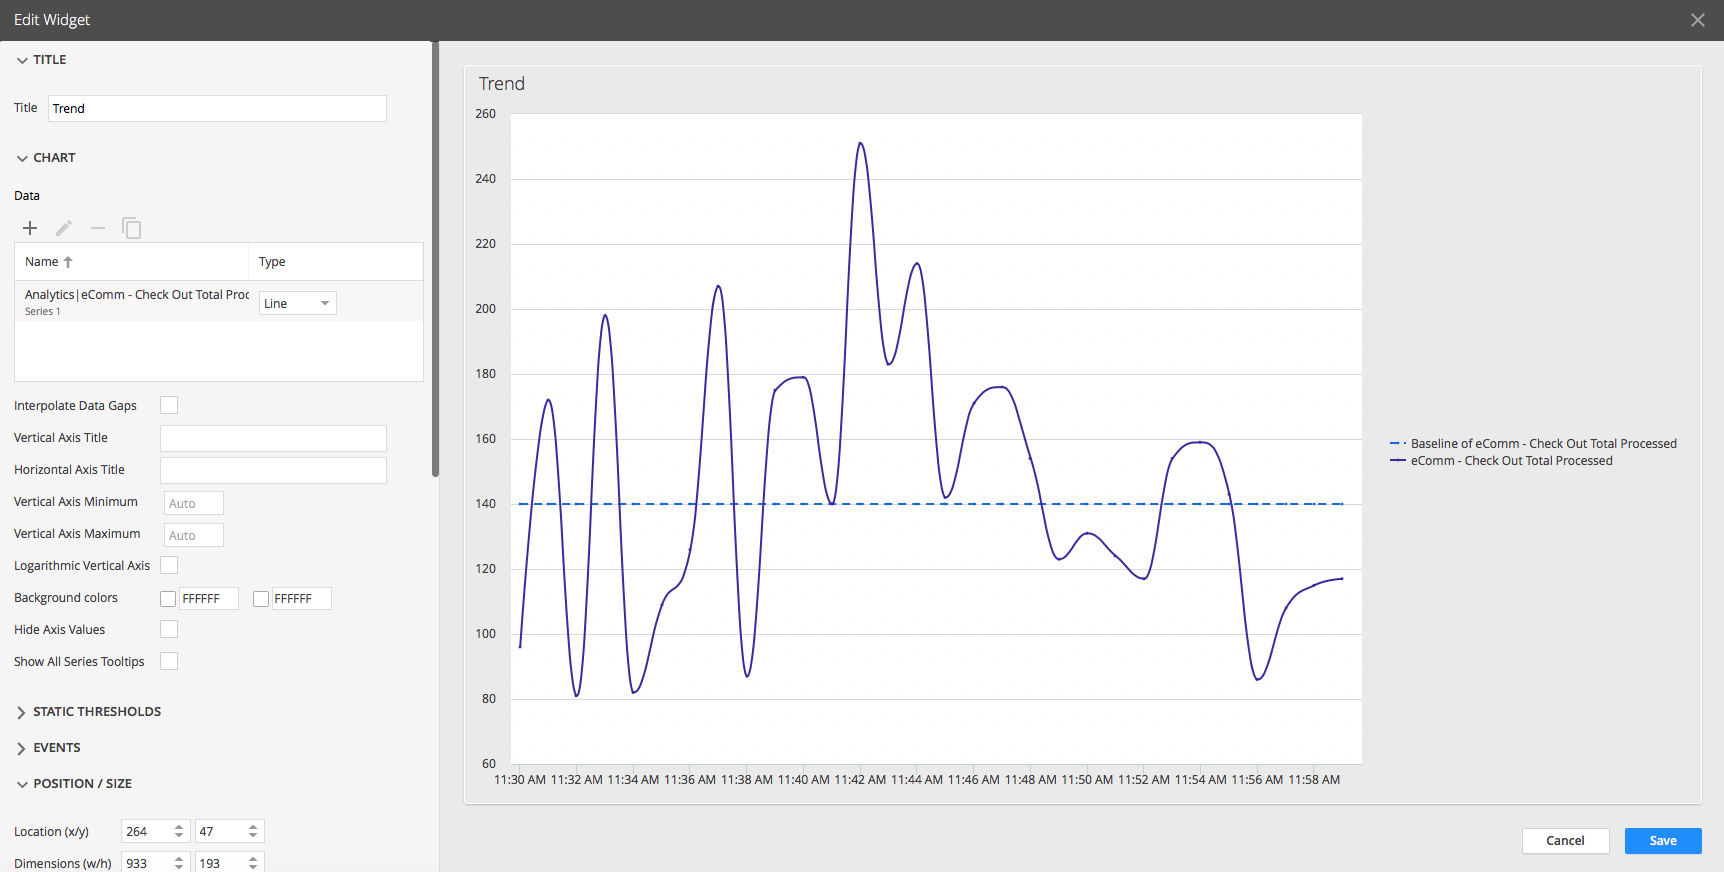 Edit Widget
TITLE
Title Trend
CHART
Data
Name Type
Analytics|eComm - Check Out Total Proc
Line
Series 1
Interpolate Data Gaps
Vertical Axis Title
Horizontal Axis Title
Vertical Axis Minimum Auto
Vertical Axis Maximum Auto
Logarithmic Vertical Axis
Background colors FFFFFF FFFFFF
Hide Axis Values
Show All Series Tooltips
STATIC THRESHOLDS
EVENTS
POSITION / SIZE
Location (x/y) 264 47
Dimensions (w/h) 933 193
Trend
260
240
220
200
180
160
140
120
100
80
60
11:30 AM 11:32 AM 11:34 AM 11:36 AM 11:38 AM 11:40 AM 11:42 AM 11:44 AM 11:46 AM 11:48 AM 11:50 AM 11:52 AM 11:54 AM 11:56 AM 11:58 AM
Baseline of eComm - Check Out Total Processed
eComm - Check Out Total Processed
Cancel Save